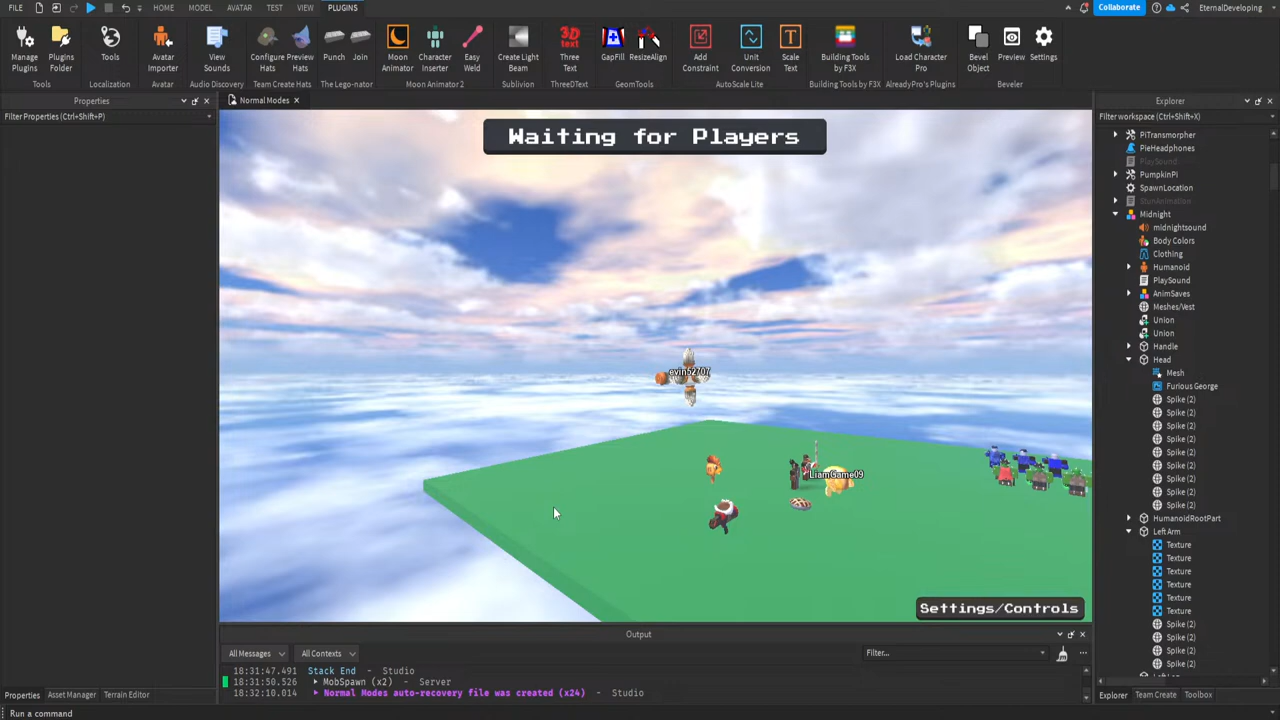 FILE
HOME
MODEL
AVATAR
TEST
VIEW
PLUGINS
Collaborate
EternalDeveloping
Manage Plugins
Plugins Folder
Tools
Tools
Localization
Avatar Importer
Avatar
View Sounds
Audio Discovery
Configure Hats
Preview Hats
Team Create Hats
Punch
Join
The Lego-nator
Moon Animator
Character Inserter
Easy Weld
Moon Animator 2
Create Light Beam
Sublivion
3D text
Three Text
ThreeDText
GapFill
ResizeAlign
GeomTools
Add Constraint
Unit Conversion
Scale Text
AutoScale Lite
Building Tools by F3X
Building Tools by F3X
Load Character Pro
AlreadyPro's Plugins
Bevel Object
Preview
Settings
Beveler
Properties
Filter Properties (Ctrl+Shift+P)
Normal Modes
Waiting for Players
evin52707
LiamGame09
Settings/Controls
Explorer
Filter workspace (Ctrl+Shift+X)
PiTransmorpher
PieHeadphones
PlaySound
PumpkinPi
SpawnLocation
StunAnimation
Midnight
midnightsound
Body Colors
Clothing
Humanoid
PlaySound
AnimSaves
Meshes/Vest
Union
Union
Handle
Head
Mesh
Furious George
Spike (2)
Spike (2)
Spike (2)
Spike (2)
Spike (2)
Spike (2)
Spike (2)
Spike (2)
Spike (2)
HumanoidRootPart
Left Arm
Texture
Texture
Texture
Texture
Texture
Texture
Spike (2)
Spike (2)
Spike (2)
Spike (2)
Output
All Messages
All Contexts
Filter...
18:31:47.491 Stack End - Studio
18:31:50.526 MobSpawn (x2) - Server
18:32:10.014 Normal Modes auto-recovery file was created (x24) - Studio
Properties
Asset Manager
Terrain Editor
Explorer
Team Create
Toolbox
Run a command